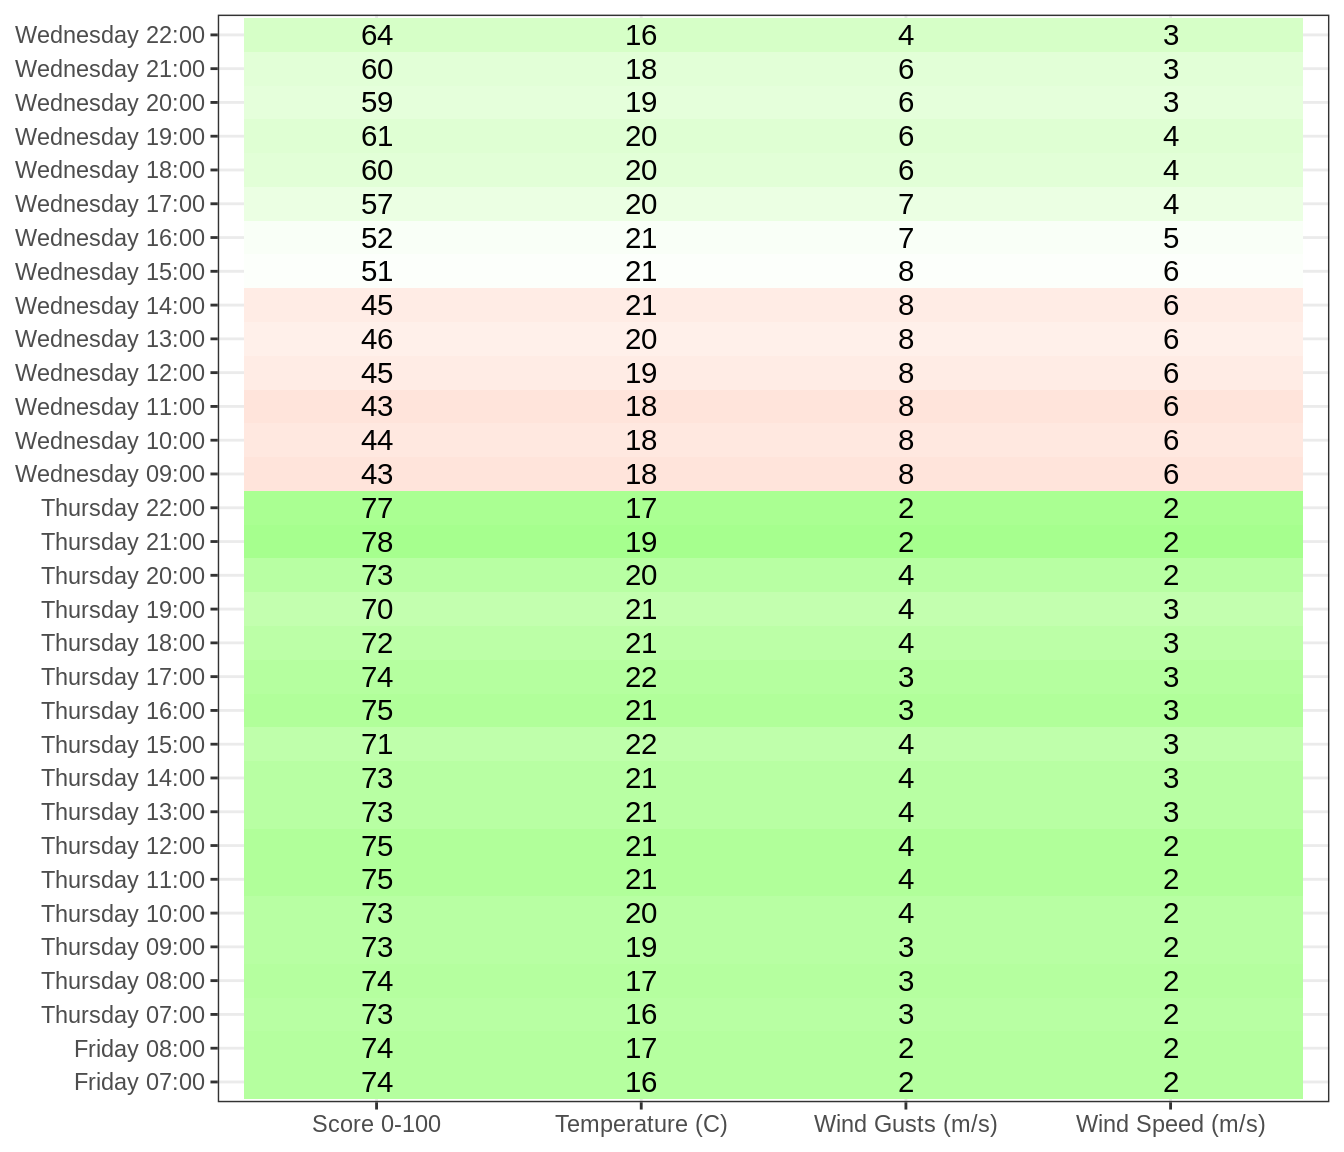 Wednesday 22:00 64 16 4 3
Wednesday 21:00 60 18 6 3
Wednesday 20:00 59 19 6 3
Wednesday 19:00 61 20 6 4
Wednesday 18:00 60 20 6 4
Wednesday 17:00 57 20 7 4
Wednesday 16:00 52 21 7 5
Wednesday 15:00 51 21 8 6
Wednesday 14:00 45 21 8 6
Wednesday 13:00 46 20 8 6
Wednesday 12:00 45 19 8 6
Wednesday 11:00 43 18 8 6
Wednesday 10:00 44 18 8 6
Wednesday 09:00 43 18 8 6
Thursday 22:00 77 17 2 2
Thursday 21:00 78 19 2 2
Thursday 20:00 73 20 4 2
Thursday 19:00 70 21 4 3
Thursday 18:00 72 21 4 3
Thursday 17:00 74 22 3 3
Thursday 16:00 75 21 3 3
Thursday 15:00 71 22 4 3
Thursday 14:00 73 21 4 3
Thursday 13:00 73 21 4 3
Thursday 12:00 75 21 4 2
Thursday 11:00 75 21 4 2
Thursday 10:00 73 20 4 2
Thursday 09:00 73 19 3 2
Thursday 08:00 74 17 3 2
Thursday 07:00 73 16 3 2
Friday 08:00 74 17 2 2
Friday 07:00 74 16 2 2
Score 0-100 Temperature (C) Wind Gusts (m/s) Wind Speed (m/s)